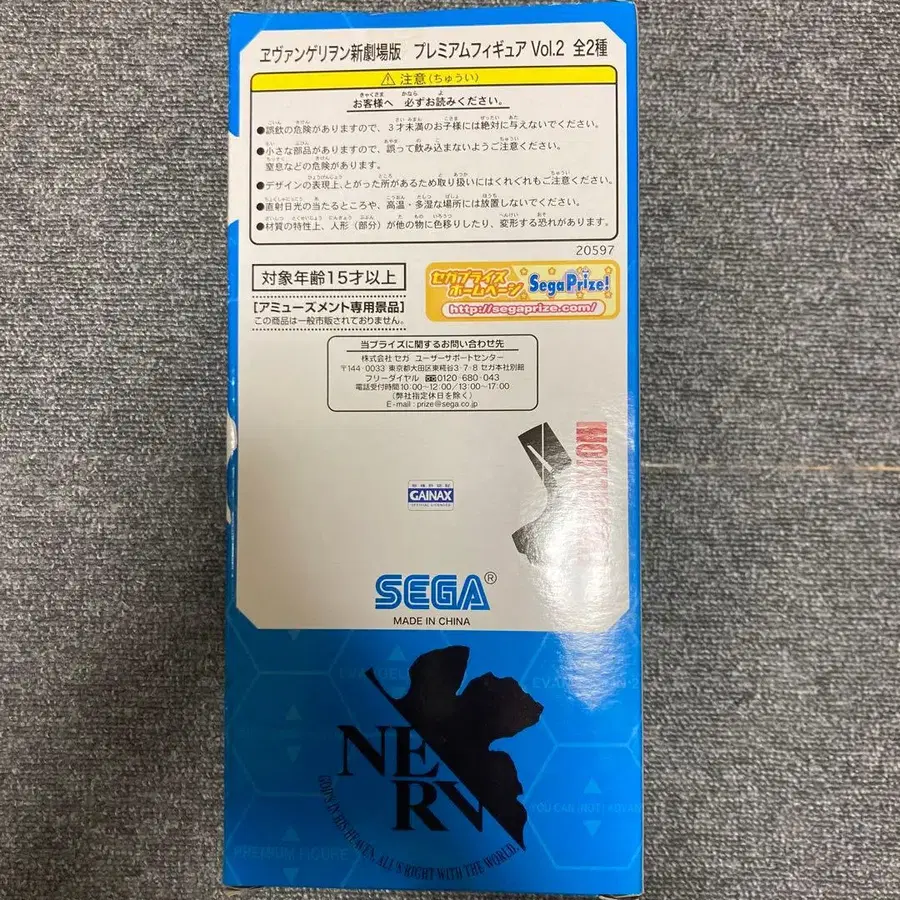 ヱヴァンゲリヲン新劇場版 プレミアムフィギュア Vol.2 全2種
⚠注意(ちゅうい)
お客様へ 必ずお読みください。
●誤飲の危険がありますので、3才未満のお子様には絶対に与えないでください。
●小さな部品がありますので、誤って飲み込まないようご注意ください。
窒息などの危険があります。
●デザインの表現上、とがった所があるため取り扱いにはくれぐれもご注意ください。
●直射日光の当たるところや、高温・多湿な場所には放置しないでください。
●材質の特性上、人形(部分)が他の物に色移りしたり、変形する恐れがあります。
20597
対象年齢15才以上
[アミューズメント専用景品]
この商品は一般市販されておりません。
セガプライズ
ホームページ
SegaPrize!
http://segaprize.com/
当プライズに関するお問い合わせ先
株式会社 セガ ユーザーサポートセンター
〒144-0033 東京都大田区東糀谷3-7-8 セガ本社別館
フリーダイヤル 0120-680-043
電話受付時間10:00~12:00/13:00~17:00
(弊社指定休日を除く)
E-mail : prize@sega.co.jp
GAINAX
SEGA®
MADE IN CHINA
NERV
GOD'S IN HIS HEAVEN, ALL'S RIGHT WITH THE WORLD.
YOU CAN (NOT) ADVAN
PREMIUM FIGURE